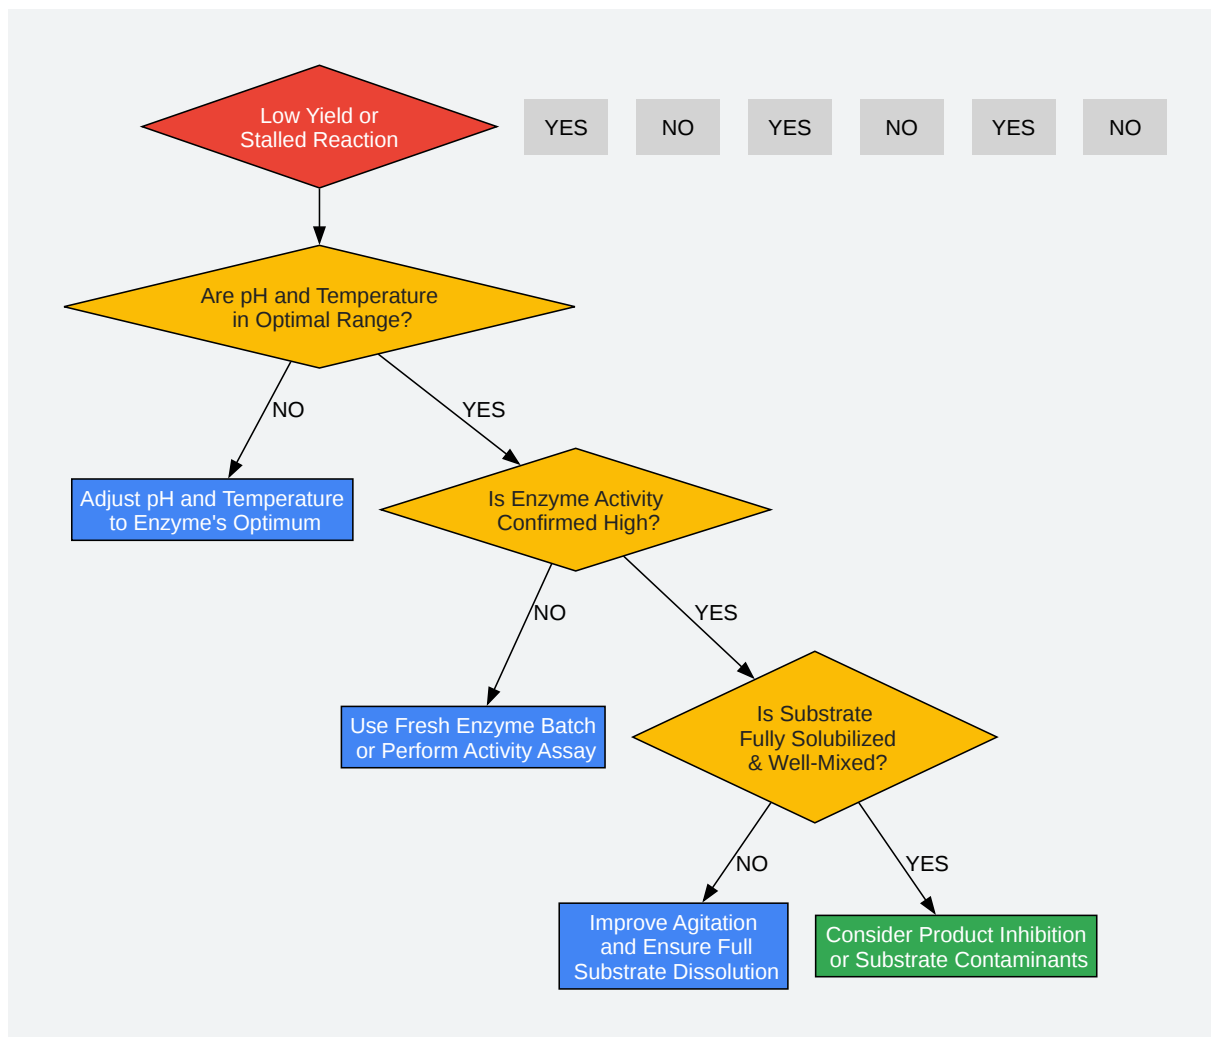 Low Yield or
Stalled Reaction
YES
NO
YES
NO
YES
NO
Are pH and Temperature
in Optimal Range?
NO
YES
Adjust pH and Temperature
to Enzyme's Optimum
Is Enzyme Activity
Confirmed High?
NO
YES
Use Fresh Enzyme Batch
or Perform Activity Assay
Is Substrate
Fully Solubilized
& Well-Mixed?
NO
YES
Improve Agitation
and Ensure Full
Substrate Dissolution
Consider Product Inhibition
or Substrate Contaminants